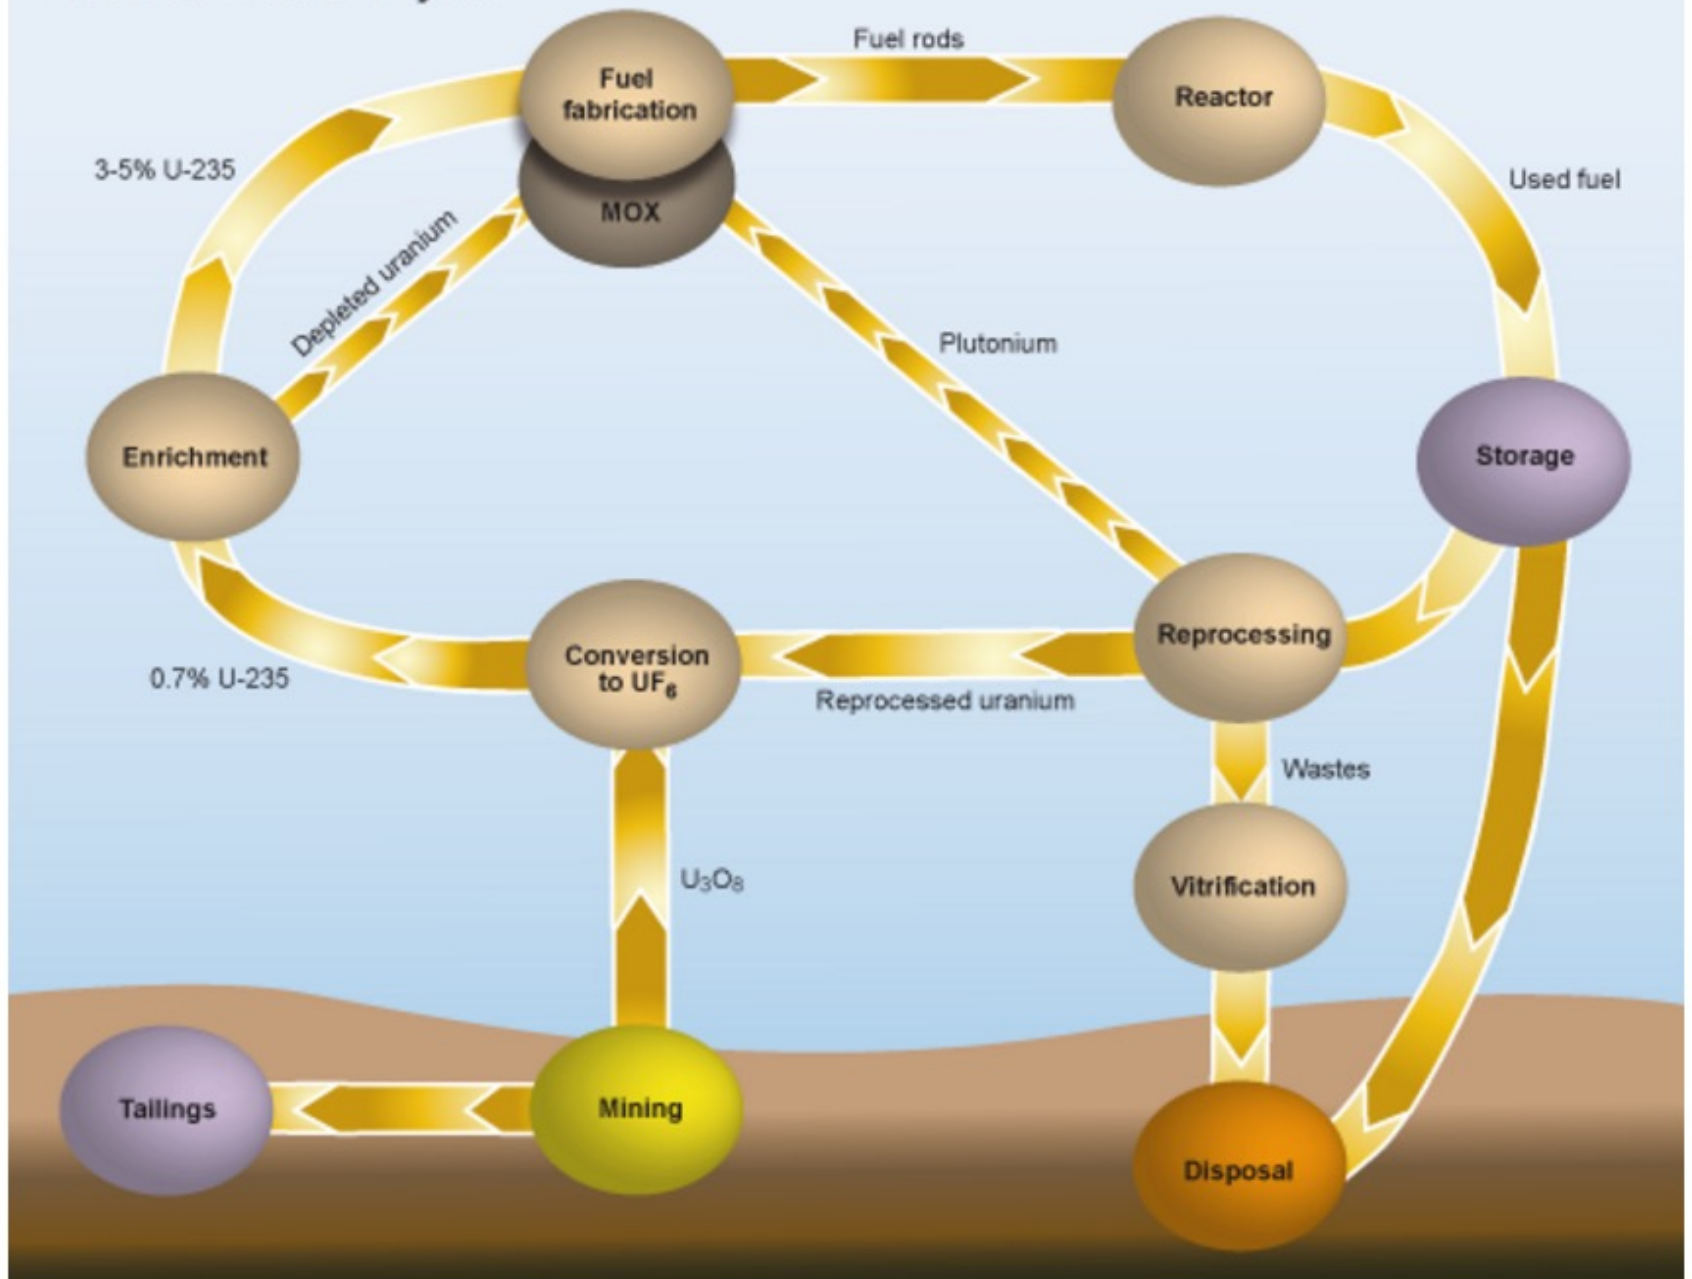 Fuel rods
Fuel
fabrication
Reactor
3-5% U-235
Used fuel
MOX
Depleted uranium
Plutonium
Enrichment
Storage
Reprocessing
Conversion
to UF₆
0.7% U-235
Reprocessed uranium
Wastes
U₃O₈
Vitrification
Tailings
Mining
Disposal